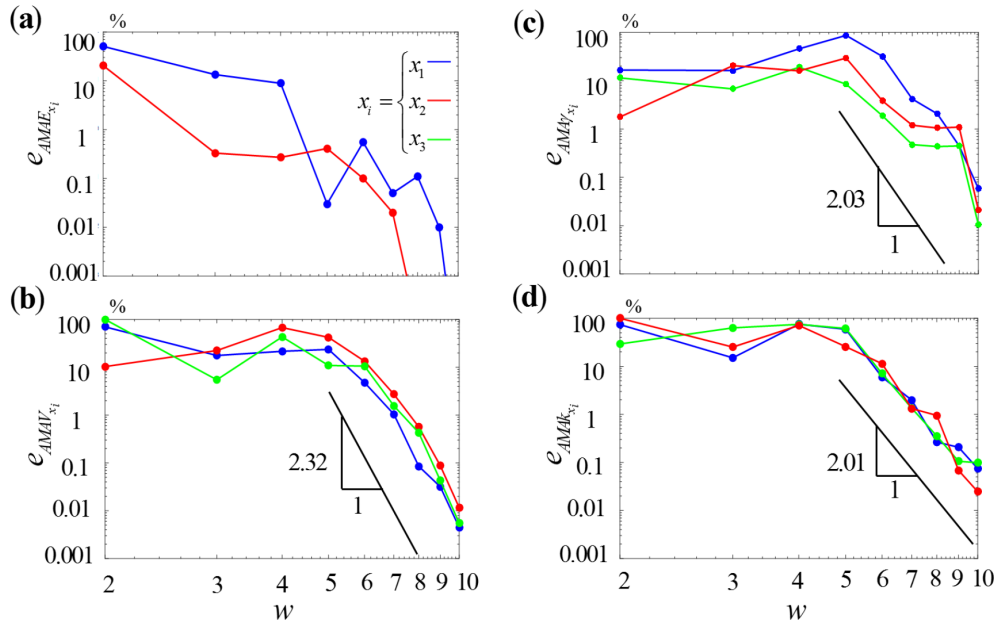 (a)
%
100
10
1
0.1
0.01
0.001
e_AMAE_xi
x_i = { x_1
x_2
x_3
(b)
%
100
10
1
0.1
0.01
0.001
e_AMAV_xi
2.32
1
2 3 4 5 6 7 8 9 10
w
(c)
%
100
10
1
0.1
0.01
0.001
e_AMAγ_xi
2.03
1
(d)
%
100
10
1
0.1
0.01
0.001
e_AMAk_xi
2.01
1
2 3 4 5 6 7 8 9 10
w